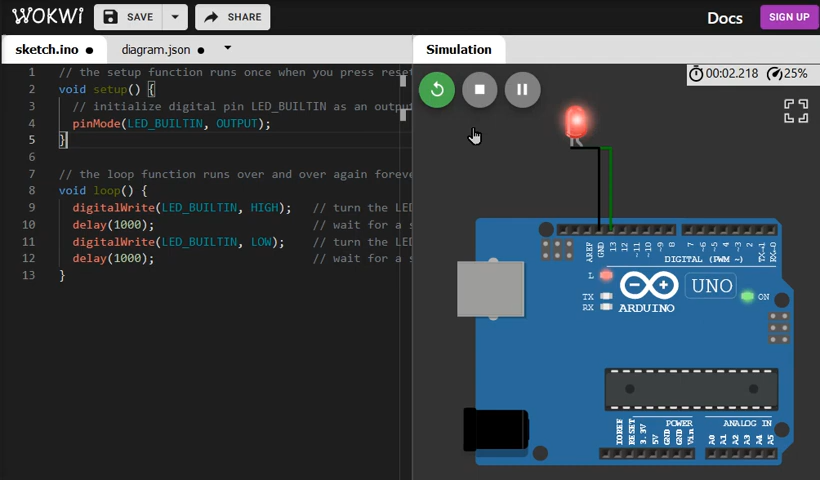 WOKWi
SAVE
SHARE
Docs
SIGN UP
sketch.ino
diagram.json
Simulation
1 // the setup function runs once when you press reset
2 void setup() {
3 // initialize digital pin LED_BUILTIN as an output
4 pinMode(LED_BUILTIN, OUTPUT);
5 }
6
7 // the loop function runs over and over again forever
8 void loop() {
9 digitalWrite(LED_BUILTIN, HIGH); // turn the LED
10 delay(1000); // wait for a s
11 digitalWrite(LED_BUILTIN, LOW); // turn the LED
12 delay(1000); // wait for a s
13 }
00:02.218 25%
AREF
GND
13
12
~11
~10
~9
8
7
~6
~5
4
~3
2
TX→1
RX←0
DIGITAL (PWM ~)
L
UNO
TX
RX
ARDUINO
ON
IOREF
RESET
3.3V
5V
GND
GND
Vin
POWER
ANALOG IN
A0
A1
A2
A3
A4
A5